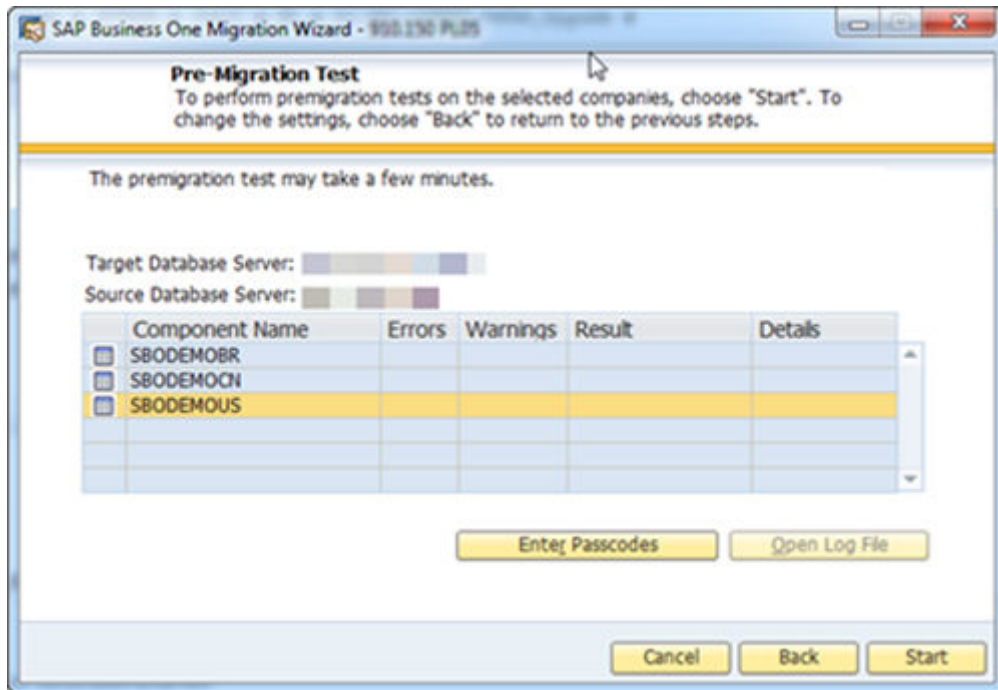 SAP Business One Migration Wizard -
Pre-Migration Test
To perform premigration tests on the selected companies, choose "Start". To
change the settings, choose "Back" to return to the previous steps.
The premigration test may take a few minutes.
Target Database Server:
Source Database Server:
Component Name Errors Warnings Result Details
SBODEMOBR
SBODEMOCN
SBODEMOUS
Enter Passcodes Open Log File
Cancel Back Start